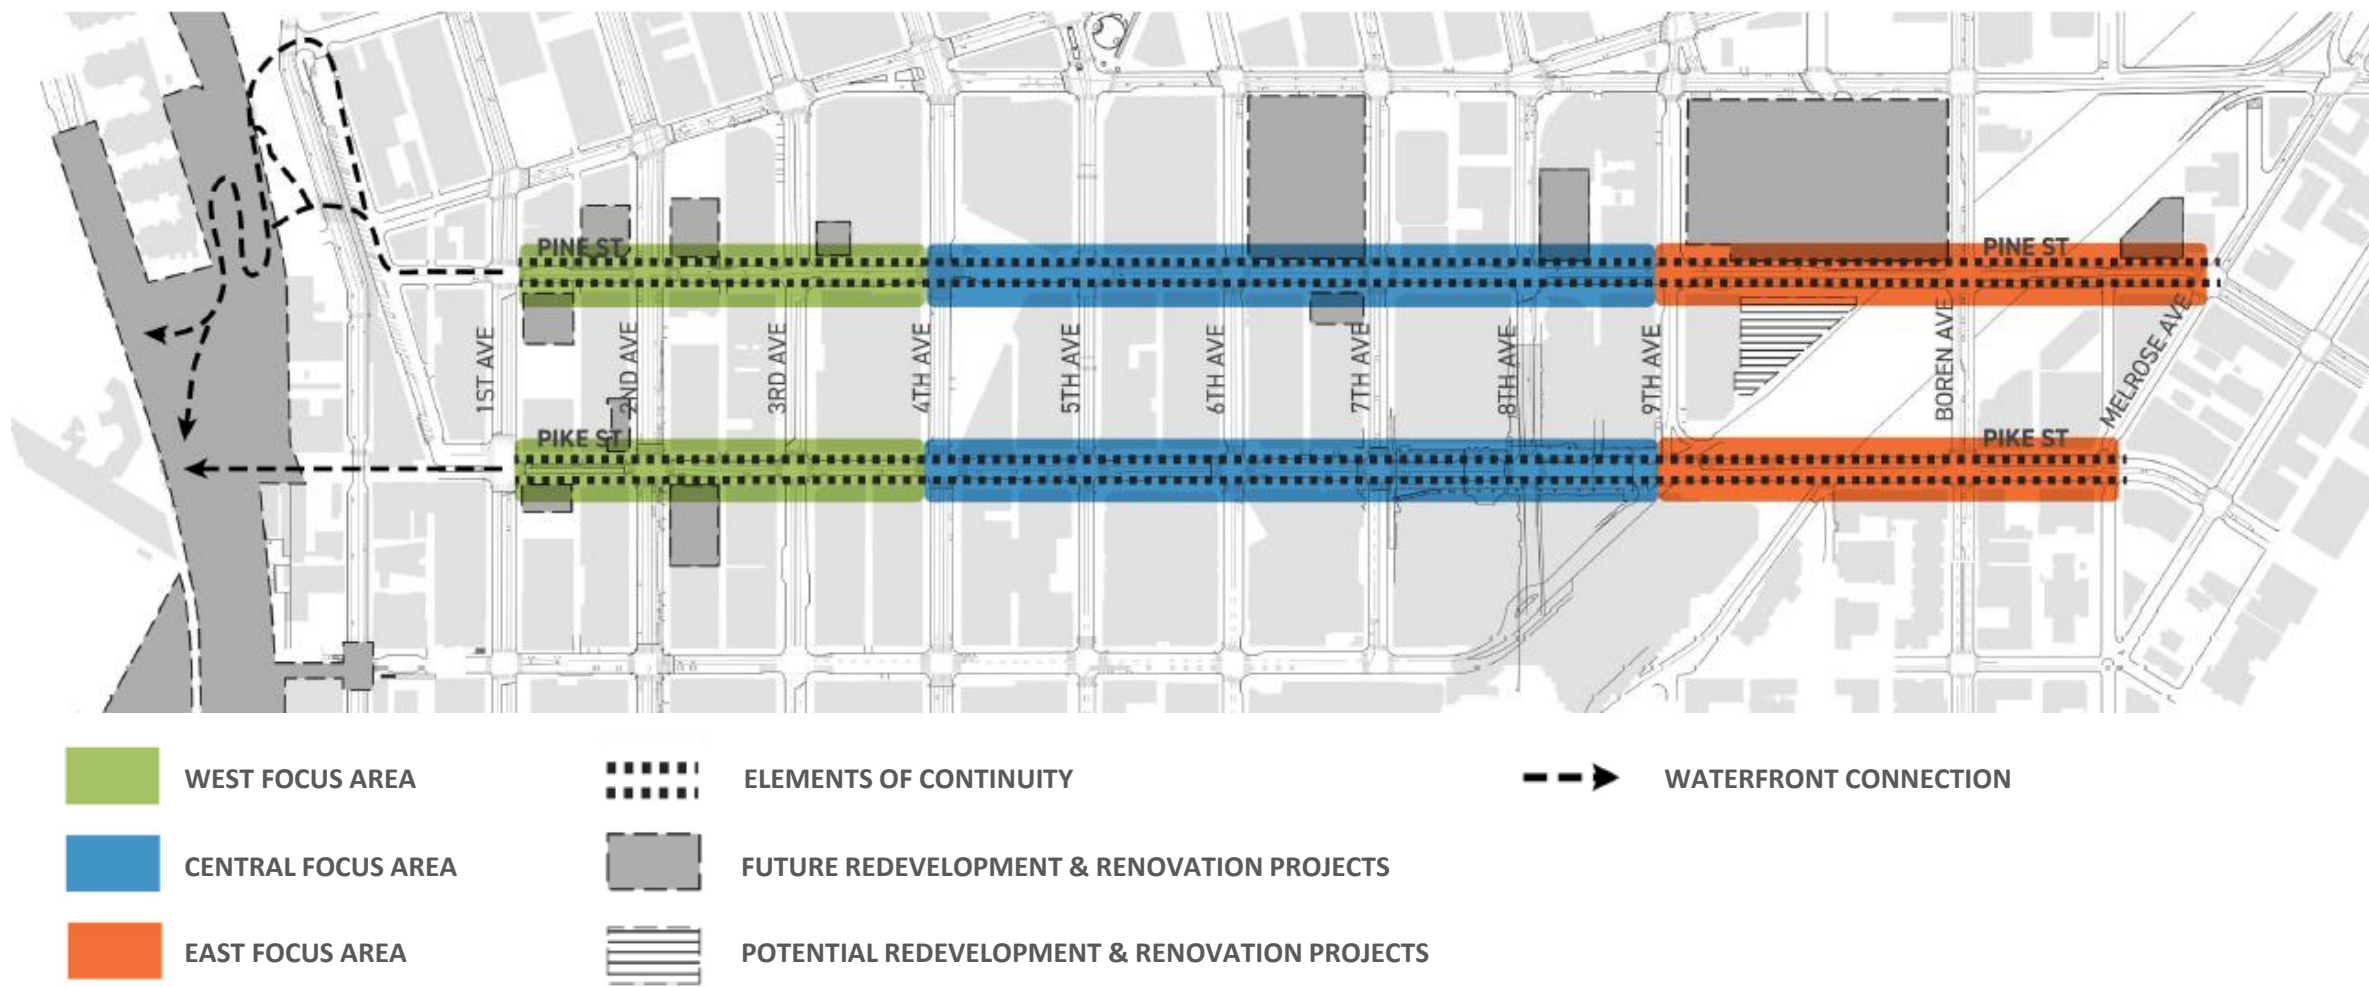 PINE ST
PINE ST
1ST AVE
2ND AVE
3RD AVE
4TH AVE
5TH AVE
6TH AVE
7TH AVE
8TH AVE
9TH AVE
BOREN AVE
MELROSE AVE
PIKE ST
PIKE ST
WEST FOCUS AREA
ELEMENTS OF CONTINUITY
WATERFRONT CONNECTION
CENTRAL FOCUS AREA
FUTURE REDEVELOPMENT & RENOVATION PROJECTS
EAST FOCUS AREA
POTENTIAL REDEVELOPMENT & RENOVATION PROJECTS